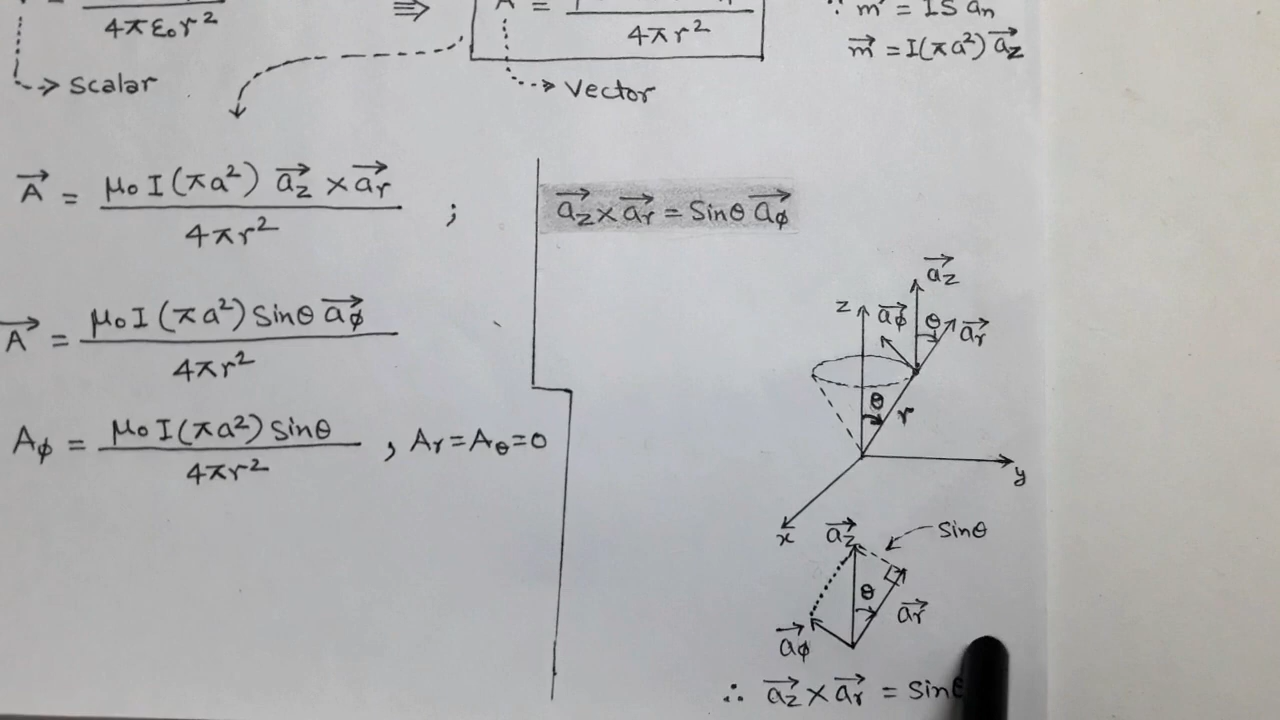 4πε₀r²
⇒
A =
4πr²
∵ m = IS aₙ
m⃗ = I(πa²) a⃗z
Scalar
Vector
A⃗ = μ₀ I (πa²) a⃗z × a⃗r / 4πr² ;
a⃗z × a⃗r = Sinθ a⃗ϕ
A⃗ = μ₀ I (πa²) Sinθ a⃗ϕ / 4πr²
Aϕ = μ₀ I (πa²) Sinθ / 4πr² , Ar = Aθ = 0
a⃗z
z
a⃗ϕ
θ
a⃗r
θ
r
y
x
a⃗z
Sinθ
θ
a⃗r
a⃗ϕ
∴ a⃗z × a⃗r = Sinθ